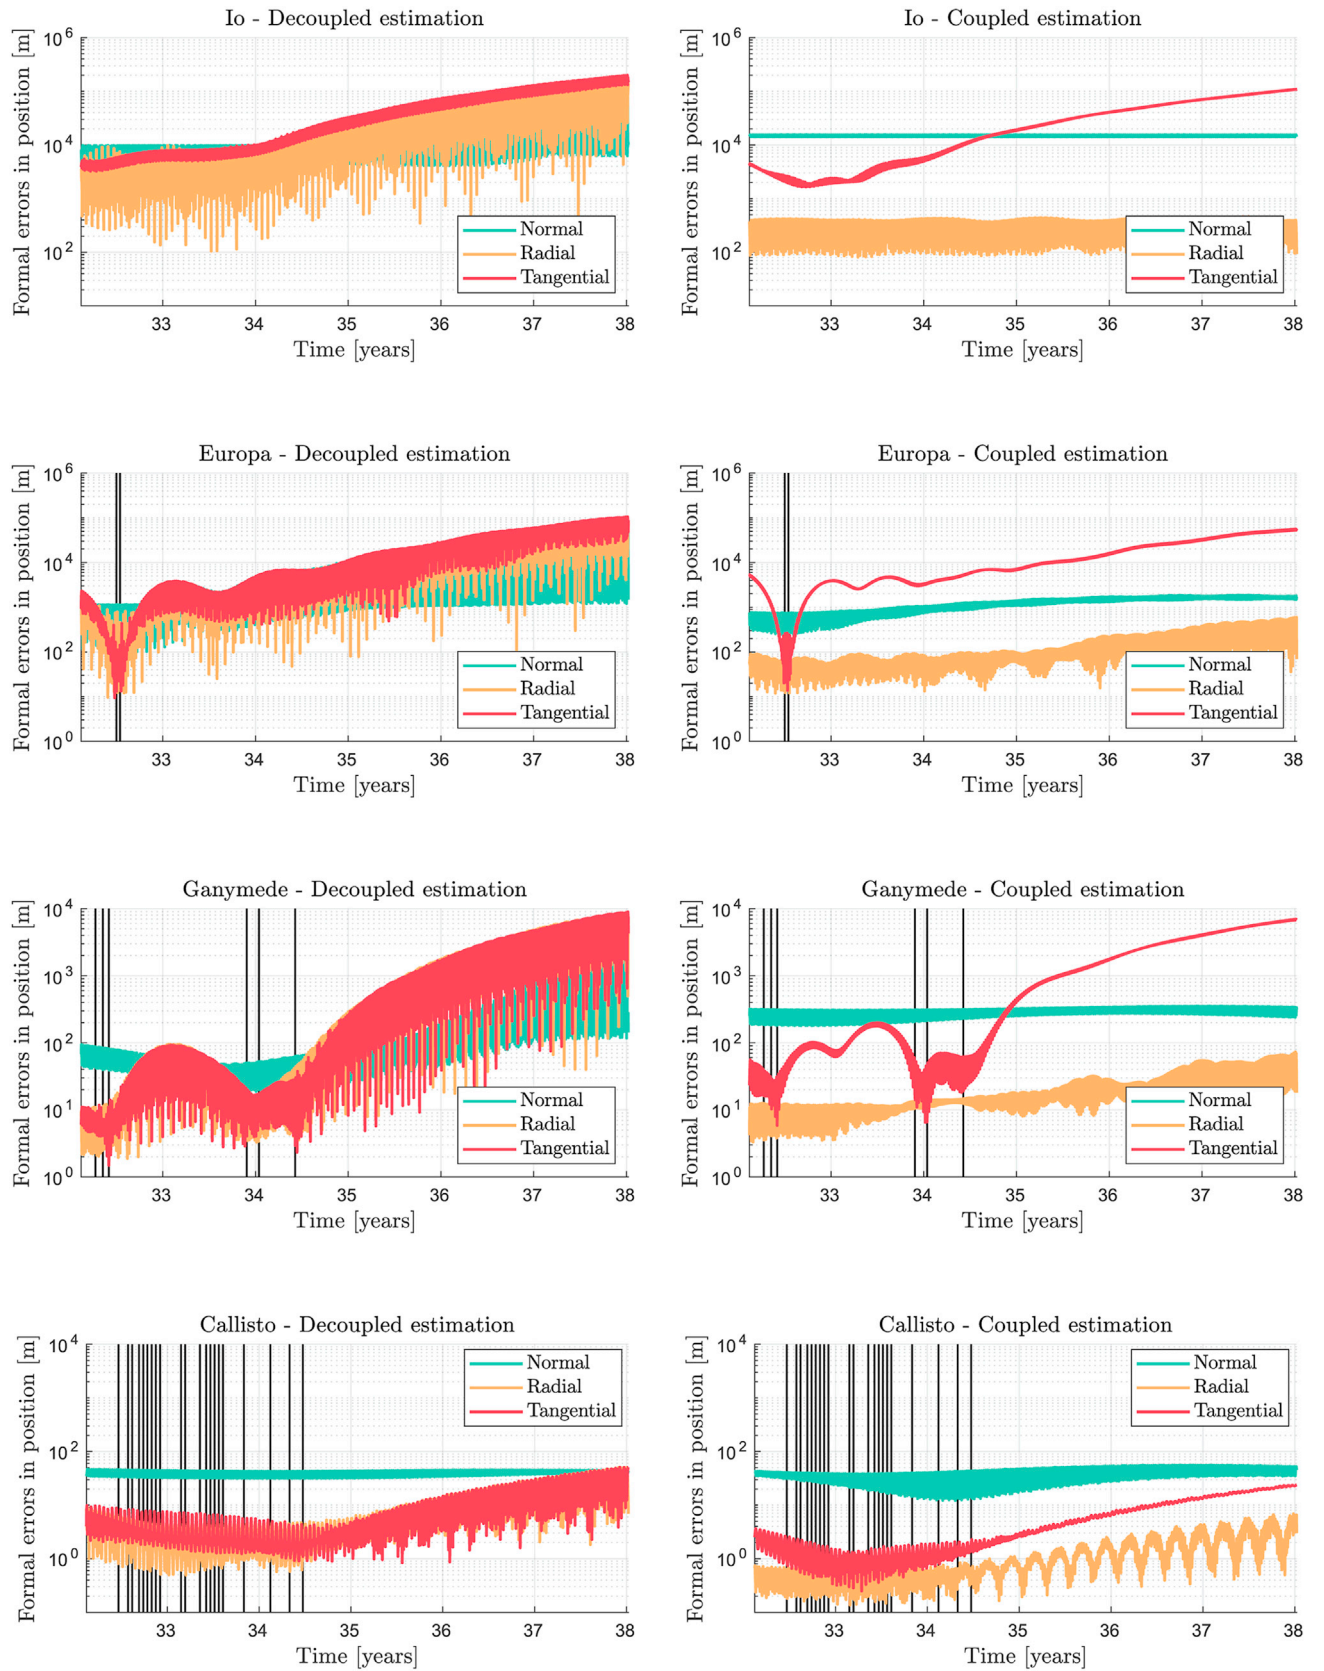 Io - Decoupled estimation
Formal errors in position [m]
10^6
10^4
10^2
Normal
Radial
Tangential
33 34 35 36 37 38
Time [years]
Io - Coupled estimation
Formal errors in position [m]
10^6
10^4
10^2
Normal
Radial
Tangential
33 34 35 36 37 38
Time [years]
Europa - Decoupled estimation
Formal errors in position [m]
10^6
10^4
10^2
10^0
Normal
Radial
Tangential
33 34 35 36 37 38
Time [years]
Europa - Coupled estimation
Formal errors in position [m]
10^6
10^4
10^2
10^0
Normal
Radial
Tangential
33 34 35 36 37 38
Time [years]
Ganymede - Decoupled estimation
Formal errors in position [m]
10^4
10^3
10^2
10^1
10^0
Normal
Radial
Tangential
33 34 35 36 37 38
Time [years]
Ganymede - Coupled estimation
Formal errors in position [m]
10^4
10^3
10^2
10^1
10^0
Normal
Radial
Tangential
33 34 35 36 37 38
Time [years]
Callisto - Decoupled estimation
Formal errors in position [m]
10^4
10^2
10^0
Normal
Radial
Tangential
33 34 35 36 37 38
Time [years]
Callisto - Coupled estimation
Formal errors in position [m]
10^4
10^2
10^0
Normal
Radial
Tangential
33 34 35 36 37 38
Time [years]